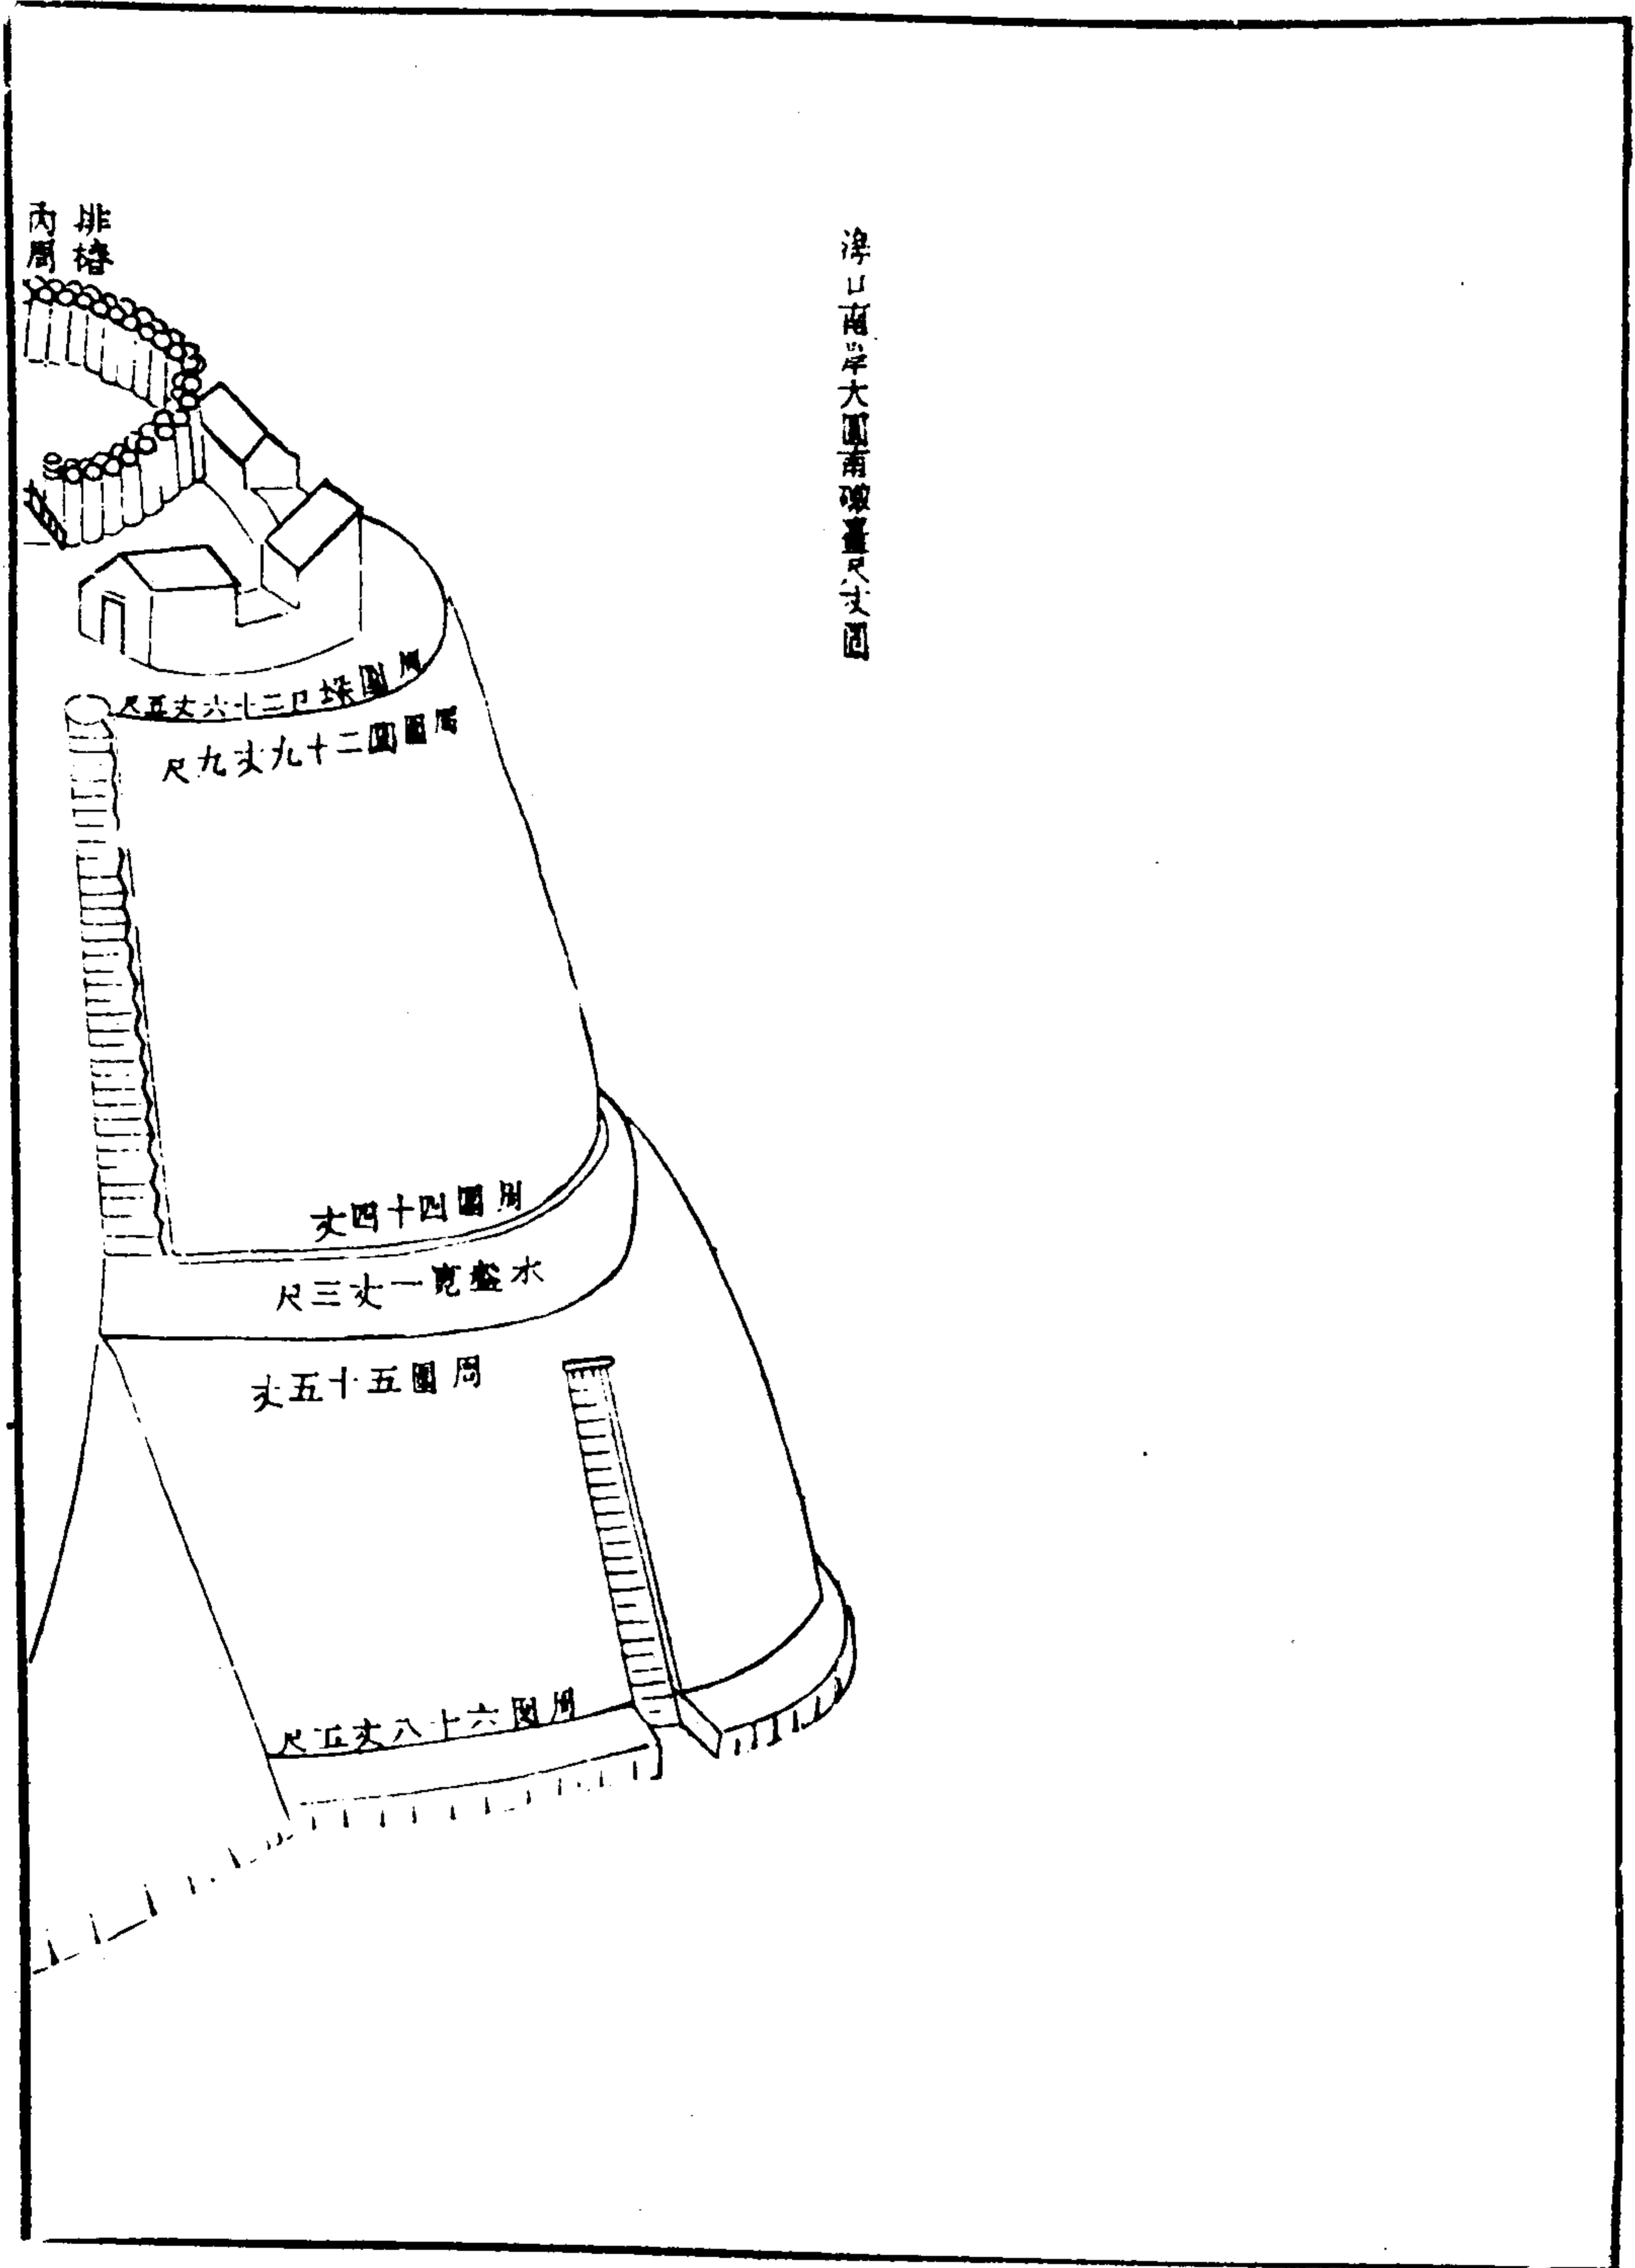 海口南岸大圓南礮臺尺丈圖
排樁
內周
周圍垜口二十六丈五尺
周圍圓二十九丈九尺
周圍四十四丈
水盤寬一丈三尺
周圍五十五丈
周圍六十八丈五尺